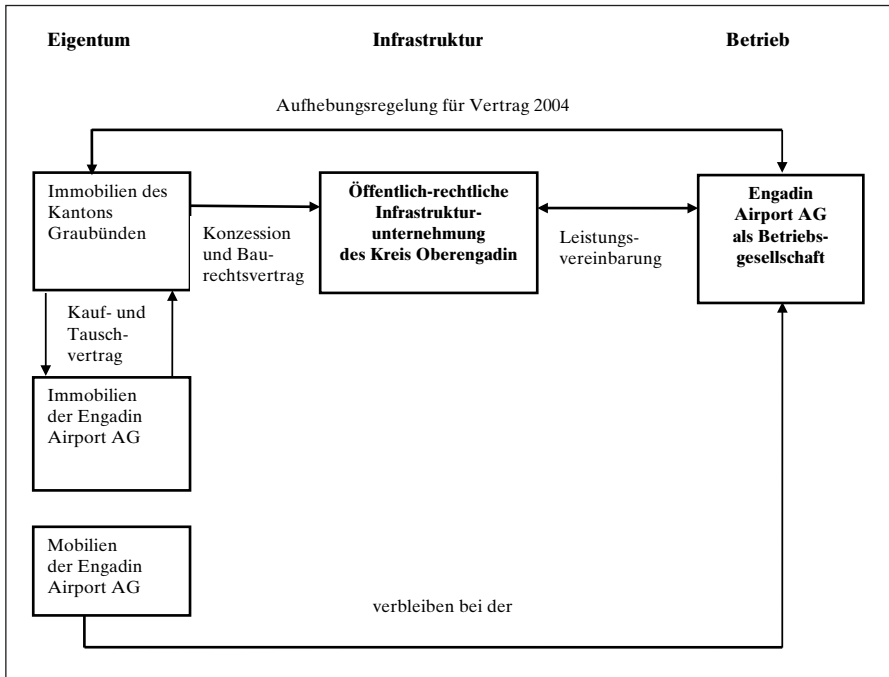 Eigentum
Infrastruktur
Betrieb
Aufhebungsregelung für Vertrag 2004
Immobilien des
Kantons
Graubünden
Konzession
und Bau-
rechtsvertrag
Öffentlich-rechtliche
Infrastruktur-
unternehmung
des Kreis Oberengadin
Leistungs-
vereinbarung
Engadin
Airport AG
als Betriebs-
gesellschaft
Kauf- und
Tausch-
vertrag
Immobilien
der Engadin
Airport AG
Mobilien
der Engadin
Airport AG
verbleiben bei der